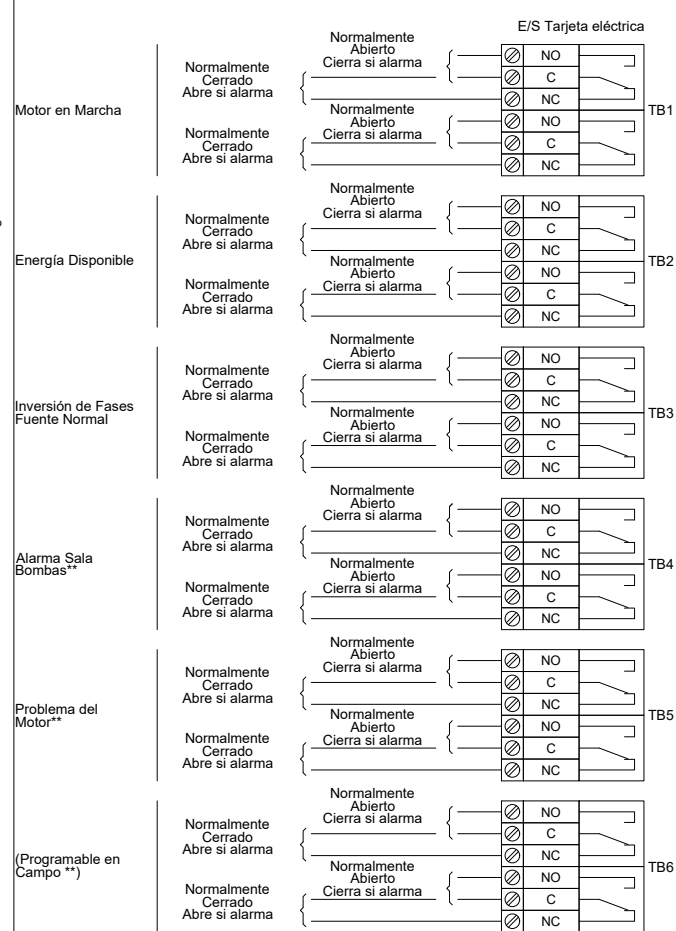 E/S Tarjeta eléctrica
Motor en Marcha
Normalmente
Cerrado
Abre si alarma
Normalmente
Abierto
Cierra si alarma
NO
C
NC
Normalmente
Cerrado
Abre si alarma
Normalmente
Abierto
Cierra si alarma
NO
C
NC
TB1
Energía Disponible
Normalmente
Cerrado
Abre si alarma
Normalmente
Abierto
Cierra si alarma
NO
C
NC
Normalmente
Cerrado
Abre si alarma
Normalmente
Abierto
Cierra si alarma
NO
C
NC
TB2
Inversión de Fases
Fuente Normal
Normalmente
Cerrado
Abre si alarma
Normalmente
Abierto
Cierra si alarma
NO
C
NC
Normalmente
Cerrado
Abre si alarma
Normalmente
Abierto
Cierra si alarma
NO
C
NC
TB3
Alarma Sala
Bombas**
Normalmente
Cerrado
Abre si alarma
Normalmente
Abierto
Cierra si alarma
NO
C
NC
Normalmente
Cerrado
Abre si alarma
Normalmente
Abierto
Cierra si alarma
NO
C
NC
TB4
Problema del
Motor**
Normalmente
Cerrado
Abre si alarma
Normalmente
Abierto
Cierra si alarma
NO
C
NC
Normalmente
Cerrado
Abre si alarma
Normalmente
Abierto
Cierra si alarma
NO
C
NC
TB5
(Programable en
Campo **)
Normalmente
Cerrado
Abre si alarma
Normalmente
Abierto
Cierra si alarma
NO
C
NC
Normalmente
Cerrado
Abre si alarma
Normalmente
Abierto
Cierra si alarma
NO
C
NC
TB6